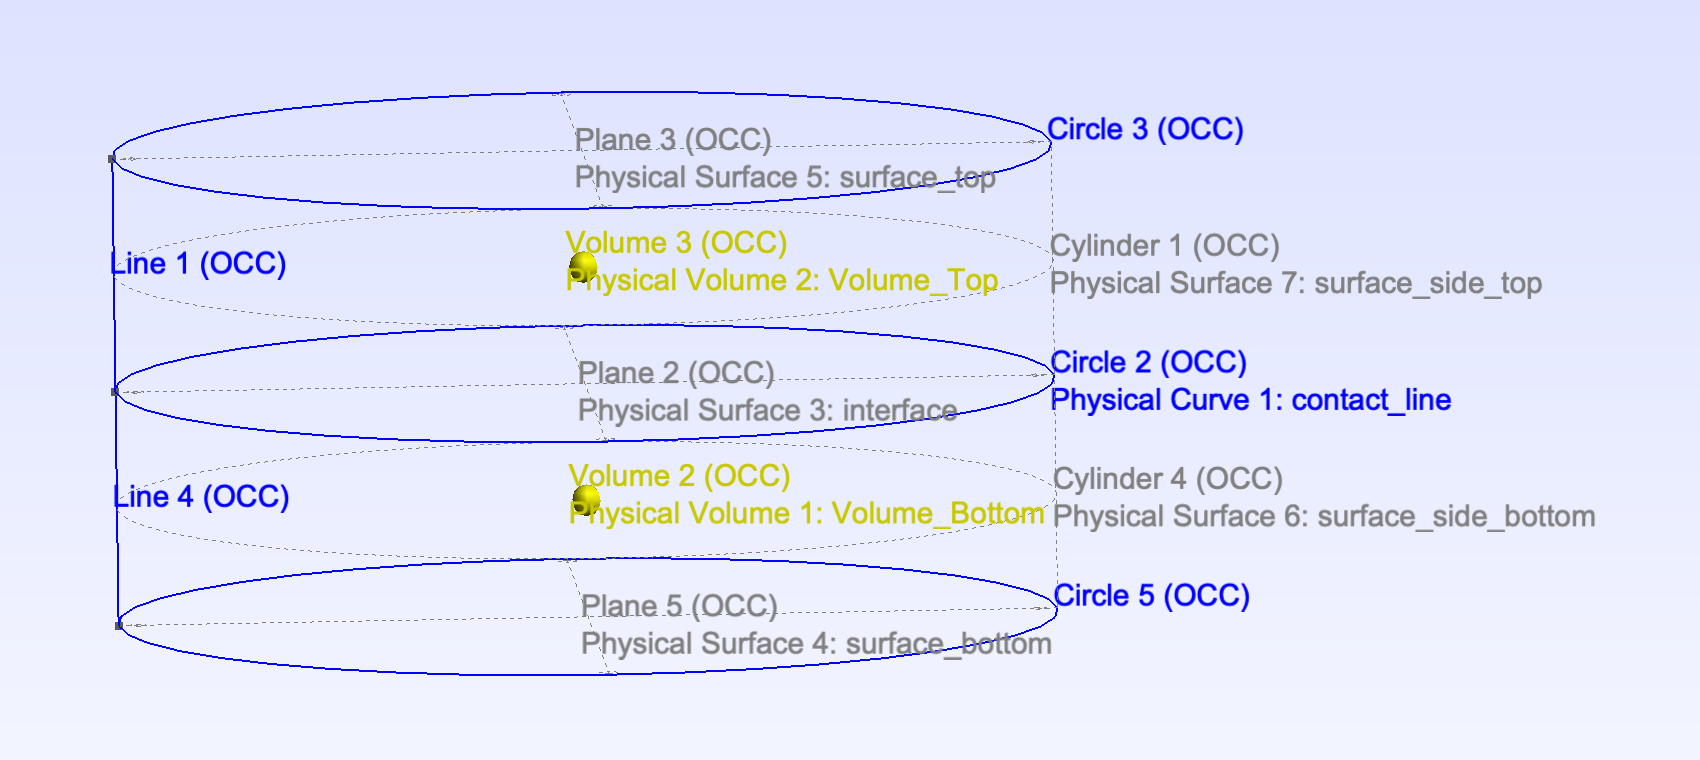 Circle 3 (OCC)
Plane 3 (OCC)
Physical Surface 5: surface_top
Volume 3 (OCC)
Physical Volume 2: Volume_Top
Line 1 (OCC)
Cylinder 1 (OCC)
Physical Surface 7: surface_side_top
Circle 2 (OCC)
Physical Curve 1: contact_line
Plane 2 (OCC)
Physical Surface 3: interface
Volume 2 (OCC)
Physical Volume 1: Volume_Bottom
Line 4 (OCC)
Cylinder 4 (OCC)
Physical Surface 6: surface_side_bottom
Circle 5 (OCC)
Plane 5 (OCC)
Physical Surface 4: surface_bottom